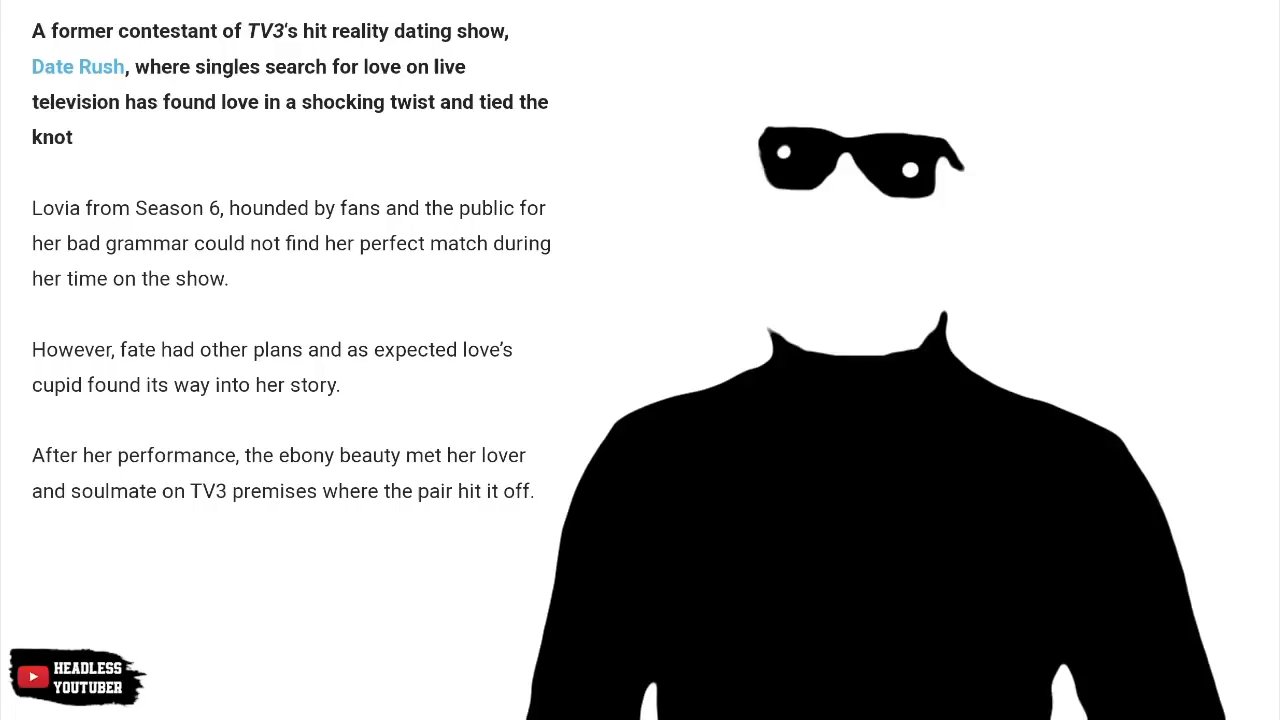 A former contestant of TV3‘s hit reality dating show,
Date Rush, where singles search for love on live
television has found love in a shocking twist and tied the
knot
Lovia from Season 6, hounded by fans and the public for
her bad grammar could not find her perfect match during
her time on the show.
However, fate had other plans and as expected love’s
cupid found its way into her story.
After her performance, the ebony beauty met her lover
and soulmate on TV3 premises where the pair hit it off.
HEADLESS
YOUTUBER